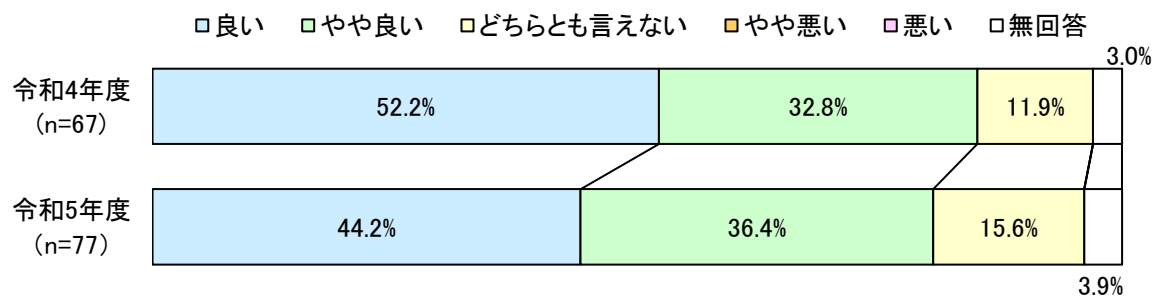 良い やや良い どちらとも言えない やや悪い 悪い 無回答
3.0%
令和4年度
（n=67）
52.2% 32.8% 11.9%
令和5年度
（n=77）
44.2% 36.4% 15.6%
3.9%